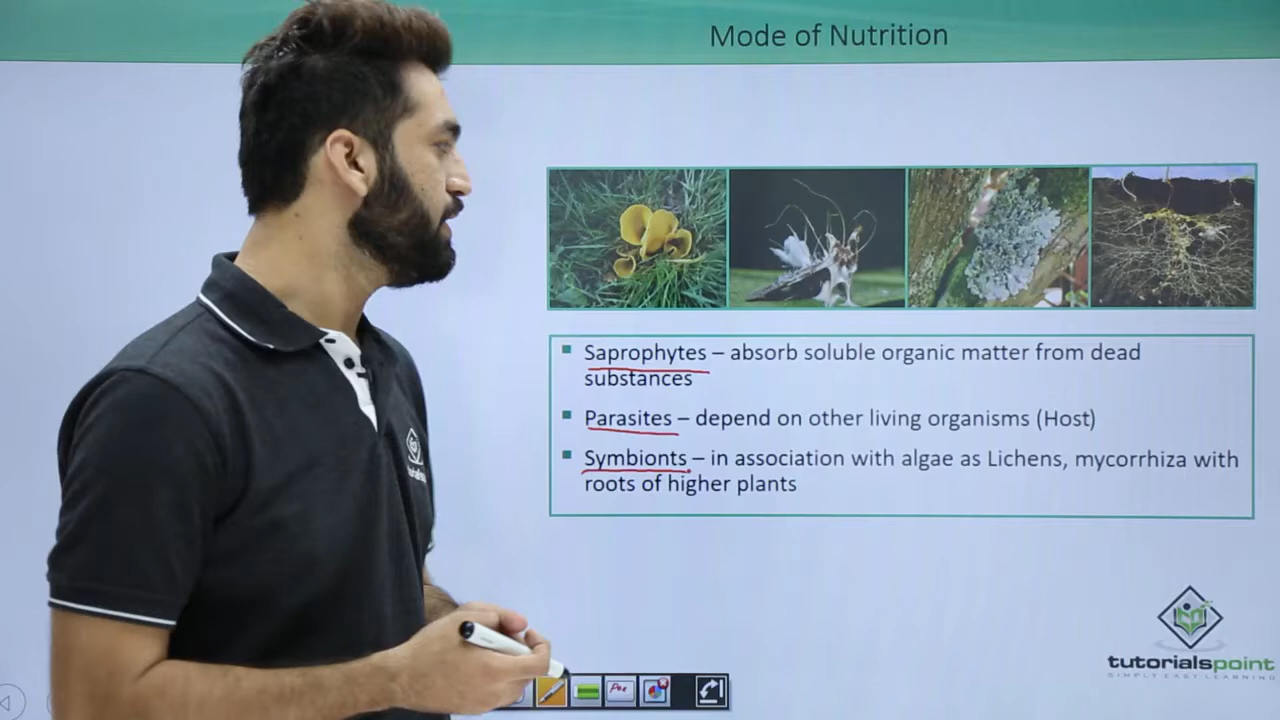 Mode of Nutrition
Saprophytes – absorb soluble organic matter from dead
substances
Parasites – depend on other living organisms (Host)
Symbionts – in association with algae as Lichens, mycorrhiza with
roots of higher plants
Pen
tutorialspoint
SIMPLY EASY LEARNING